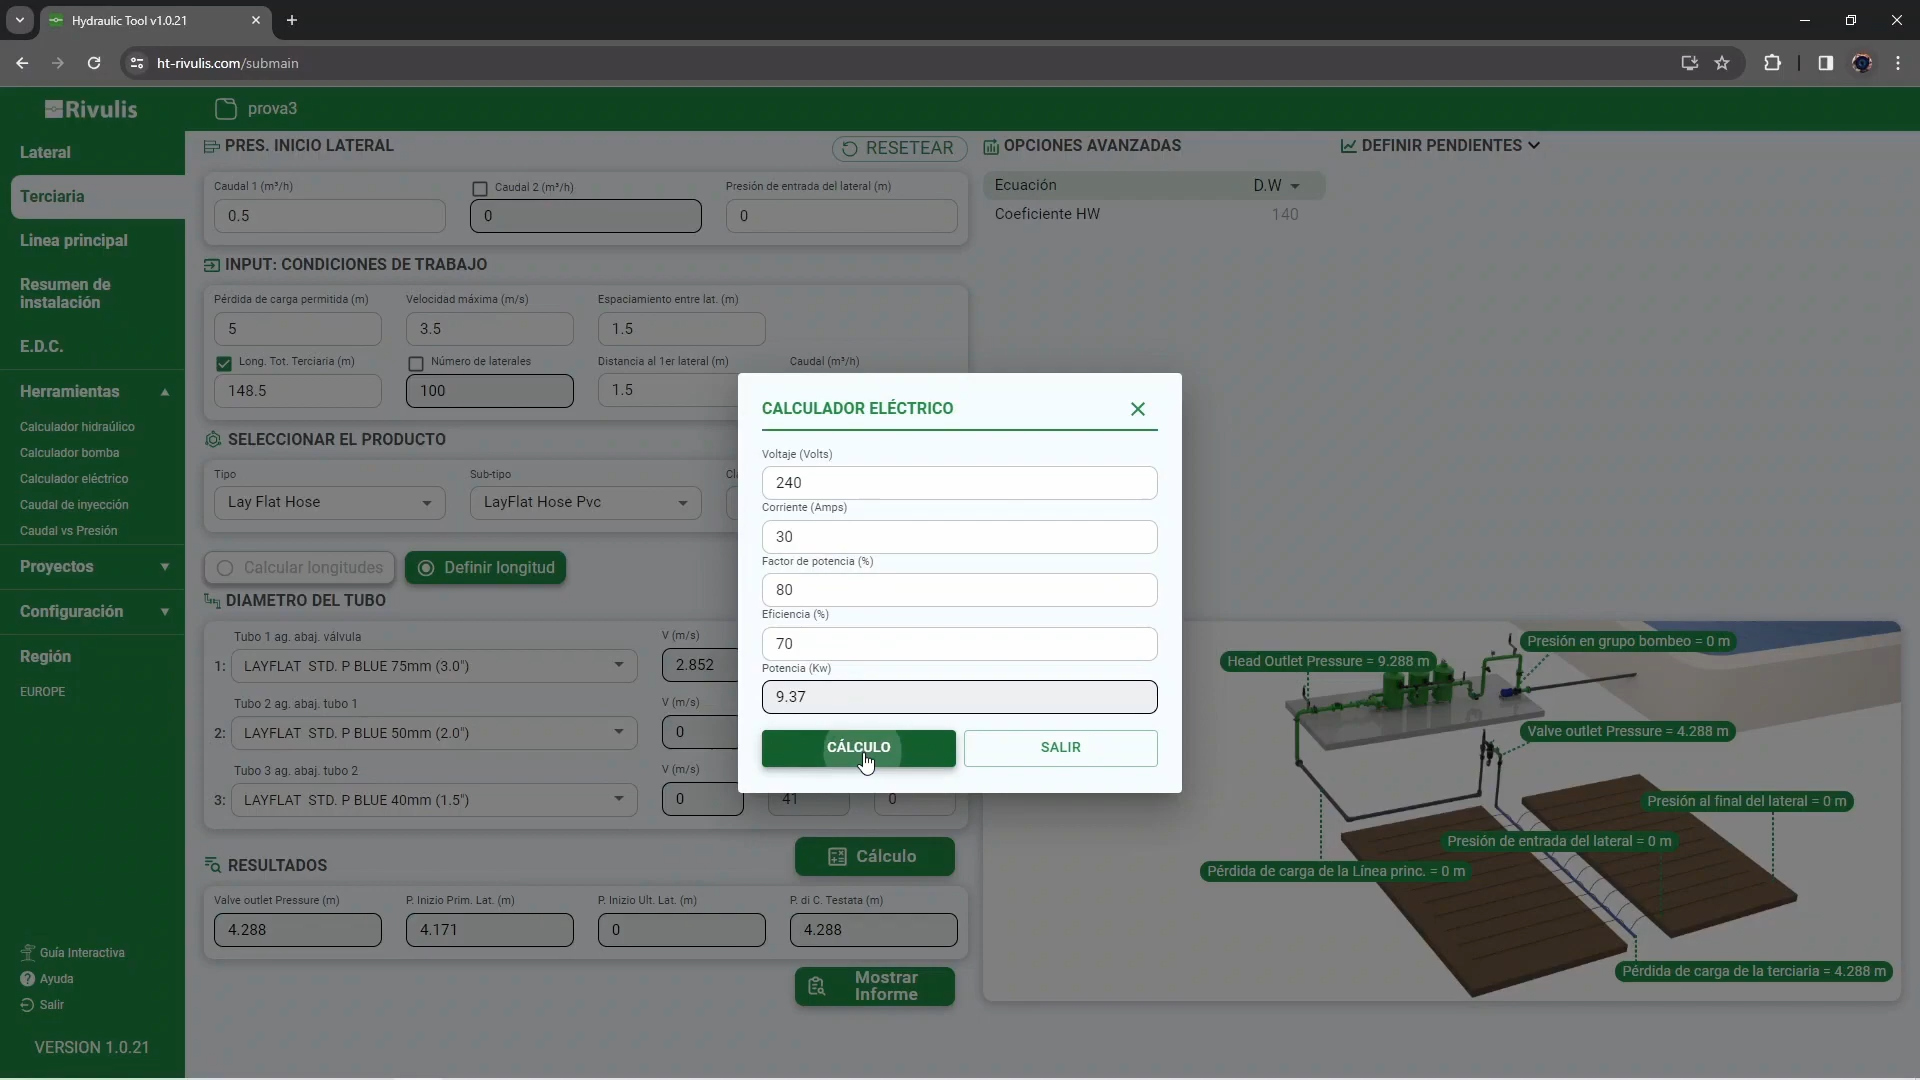 Hydraulic Tool v1.0.21
ht-rivulis.com/submain
Rivulis
prova3
Lateral
Terciaria
Linea principal
Resumen de
instalación
E.D.C.
Herramientas
Calculador hidraúlico
Calculador bomba
Calculador eléctrico
Caudal de inyección
Caudal vs Presión
Proyectos
Configuración
Región
EUROPE
Guía Interactiva
Ayuda
Salir
VERSION 1.0.21
PRES. INICIO LATERAL
RESETEAR
Caudal 1 (m³/h)
Caudal 2 (m³/h)
Presión de entrada del lateral (m)
0.5
0
0
INPUT: CONDICIONES DE TRABAJO
Pérdida de carga permitida (m)
Velocidad máxima (m/s)
Espaciamiento entre lat. (m)
5
3.5
1.5
Long. Tot. Terciaria (m)
Número de laterales
Distancia al 1er lateral (m)
Caudal (m³/h)
148.5
100
1.5
SELECCIONAR EL PRODUCTO
Tipo
Sub-tipo
Lay Flat Hose
LayFlat Hose Pvc
Calcular longitudes
Definir longitud
DIAMETRO DEL TUBO
Tubo 1 ag. abaj. válvula
V (m/s)
1: LAYFLAT STD. P BLUE 75mm (3.0")
2.852
Tubo 2 ag. abaj. tubo 1
V (m/s)
2: LAYFLAT STD. P BLUE 50mm (2.0")
0
Tubo 3 ag. abaj. tubo 2
V (m/s)
3: LAYFLAT STD. P BLUE 40mm (1.5")
0
41
0
Cálculo
RESULTADOS
Valve outlet Pressure (m)
P. Inizio Prim. Lat. (m)
P. Inizio Ult. Lat. (m)
P. di C. Testata (m)
4.288
4.171
0
4.288
Mostrar
Informe
OPCIONES AVANZADAS
Ecuación D.W
Coeficiente HW 140
DEFINIR PENDIENTES
CALCULADOR ELÉCTRICO
Voltaje (Volts)
240
Corriente (Amps)
30
Factor de potencia (%)
80
Eficiencia (%)
70
Potencia (Kw)
9.37
CÁLCULO
SALIR
Presión en grupo bombeo = 0 m
Head Outlet Pressure = 9.288 m
Valve outlet Pressure = 4.288 m
Presión al final del lateral = 0 m
Presión de entrada del lateral = 0 m
Pérdida de carga de la Línea princ. = 0 m
Pérdida de carga de la terciaria = 4.288 m